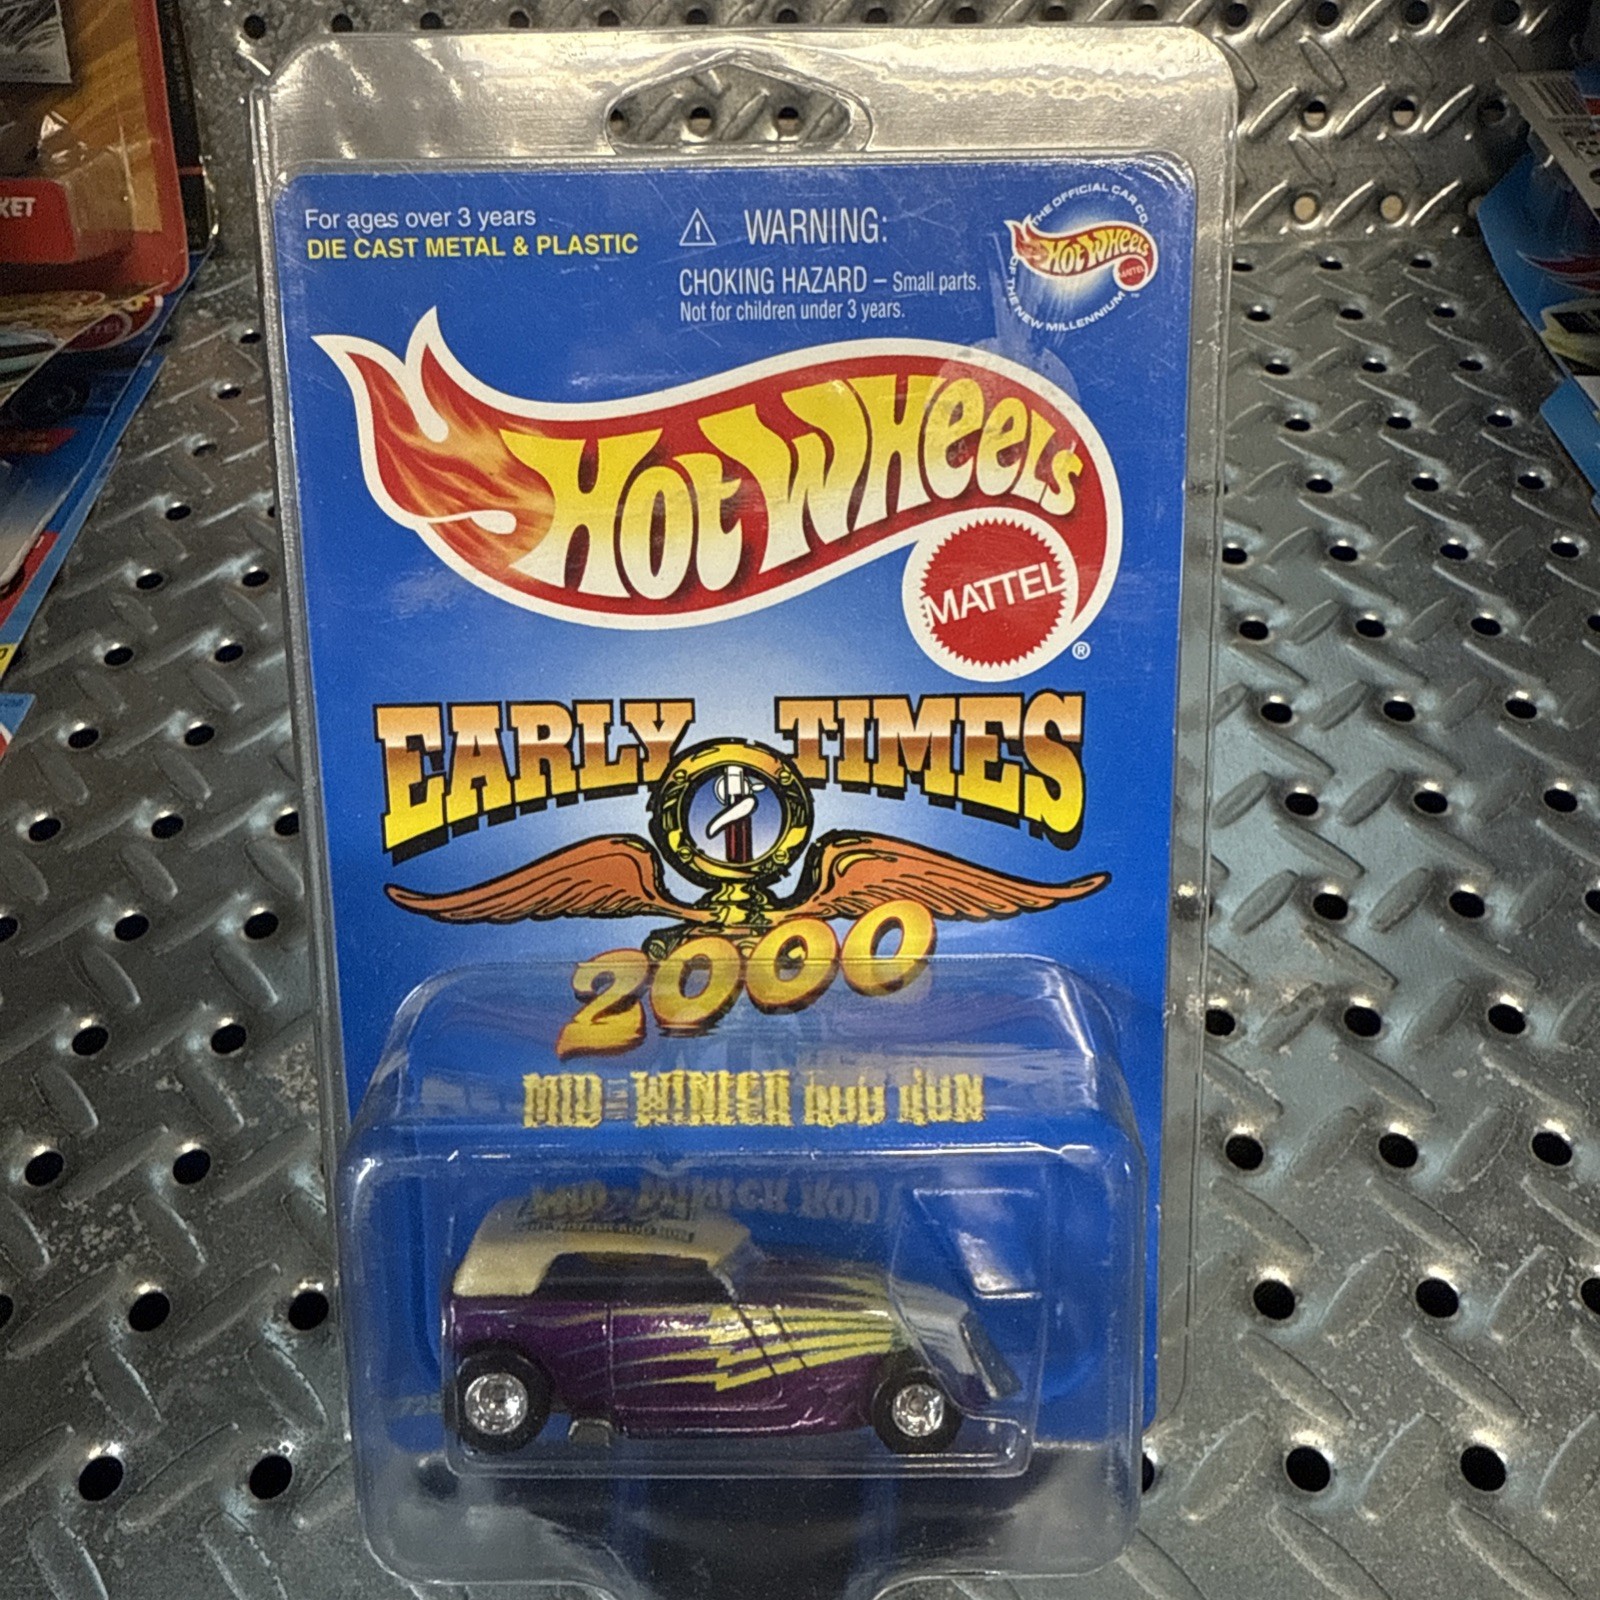 For ages over 3 years
DIE CAST METAL & PLASTIC
WARNING:
CHOKING HAZARD – Small parts.
Not for children under 3 years.
THE OFFICIAL CAR CO.
HOT WHEELS
MATTEL
OF THE NEW MILLENNIUM
HOT WHEELS
MATTEL
®
EARLY TIMES
2000
MID-WINTER ROD RUN
KET